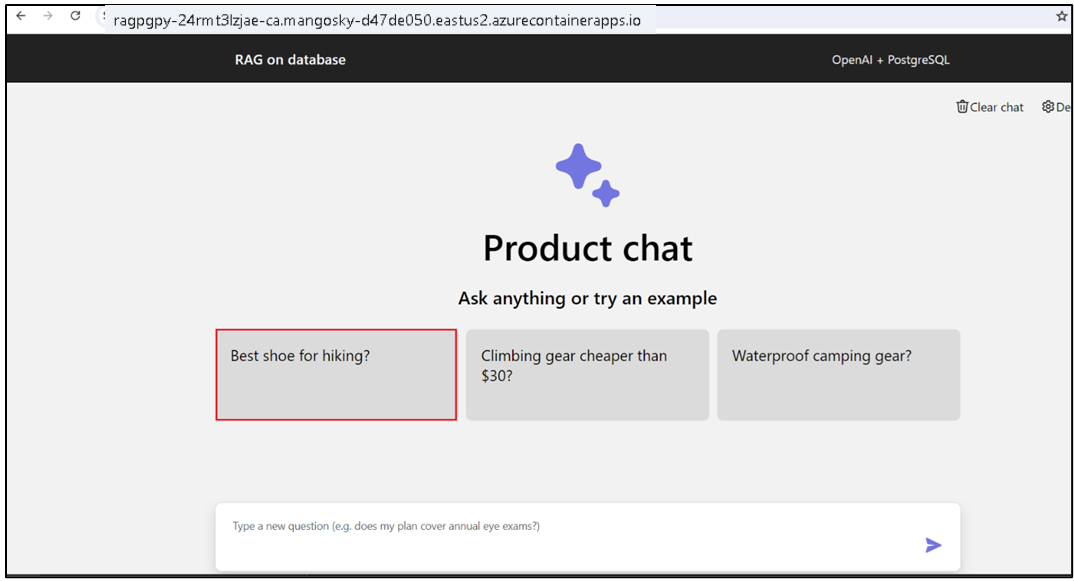 ragpgpy-24rmt3lzjae-ca.mangosky-d47de050.eastus2.azurecontainerapps.io
RAG on database
OpenAI + PostgreSQL
Clear chat
De
Product chat
Ask anything or try an example
Best shoe for hiking?
Climbing gear cheaper than
$30?
Waterproof camping gear?
Type a new question (e.g. does my plan cover annual eye exams?)